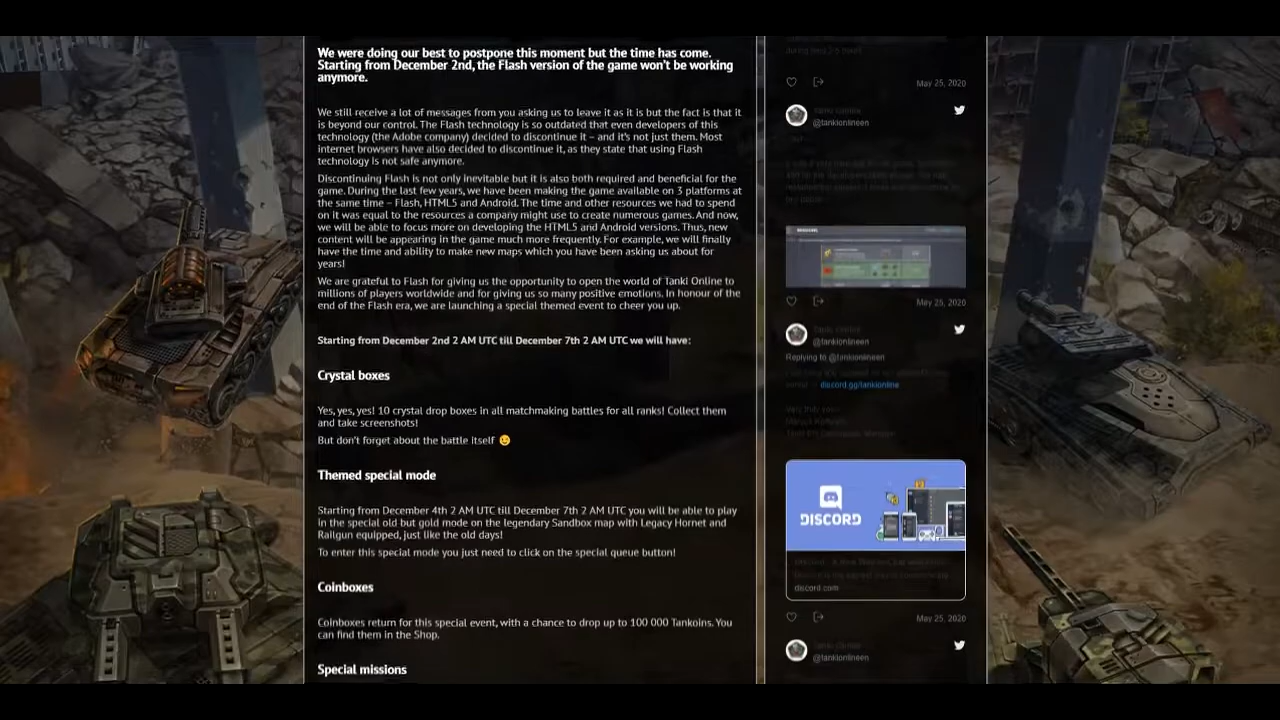 We were doing our best to postpone this moment but the time has come.
Starting from December 2nd, the Flash version of the game won't be working
anymore.
We still receive a lot of messages from you asking us to leave it as it is but the fact is that it
is beyond our control. The Flash technology is so outdated that even developers of this
technology (the Adobe company) decided to discontinue it – and it's not just them. Most
internet browsers have also decided to discontinue it, as they state that using Flash
technology is not safe anymore.
Discontinuing Flash is not only inevitable but it is also both required and beneficial for the
game. During the last few years, we have been making the game available on 3 platforms at
the same time – Flash, HTML5 and Android. The time and other resources we had to spend
on it was equal to the resources a company might use to create numerous games. And now,
we will be able to focus more on developing the HTML5 and Android versions. Thus, new
content will be appearing in the game much more frequently. For example, we will finally
have the time and ability to make new maps which you have been asking us about for
years!
We are grateful to Flash for giving us the opportunity to open the world of Tanki Online to
millions of players worldwide and for giving us so many positive emotions. In honour of the
end of the Flash era, we are launching a special themed event to cheer you up.
Starting from December 2nd 2 AM UTC till December 7th 2 AM UTC we will have:
Crystal boxes
Yes, yes, yes! 10 crystal drop boxes in all matchmaking battles for all ranks! Collect them
and take screenshots!
But don't forget about the battle itself 😉
Themed special mode
Starting from December 4th 2 AM UTC till December 7th 2 AM UTC you will be able to play
in the special old but gold mode on the legendary Sandbox map with Legacy Hornet and
Railgun equipped, just like the old days!
To enter this special mode you just need to click on the special queue button!
Coinboxes
Coinboxes return for this special event, with a chance to drop up to 100 000 Tankoins. You
can find them in the Shop.
Special missions
May 25, 2020
@tankionlineen
May 25, 2020
@tankionlineen
Replying to @tankionlineen
discord.gg/tankionline
DISCORD
discord.com
May 25, 2020
@tankionlineen